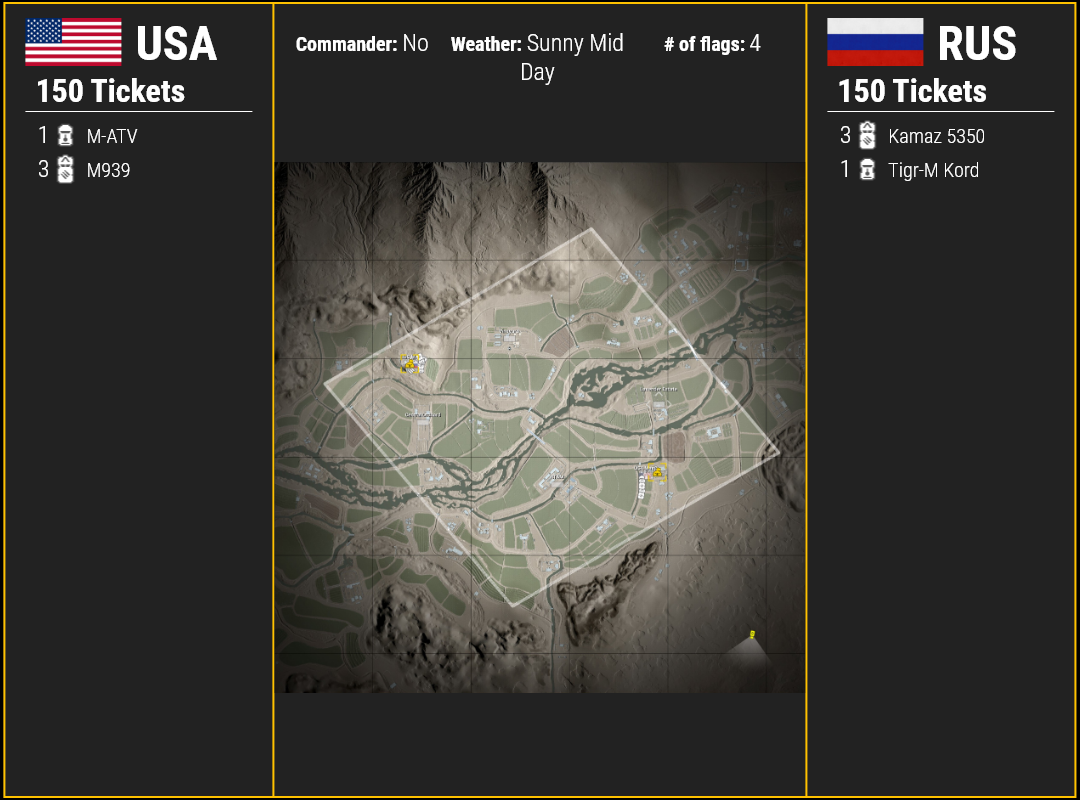 USA
150 Tickets
1 M-ATV
3 M939
Commander: No Weather: Sunny Mid # of flags: 4
Day
RUS
150 Tickets
3 Kamaz 5350
1 Tigr-M Kord